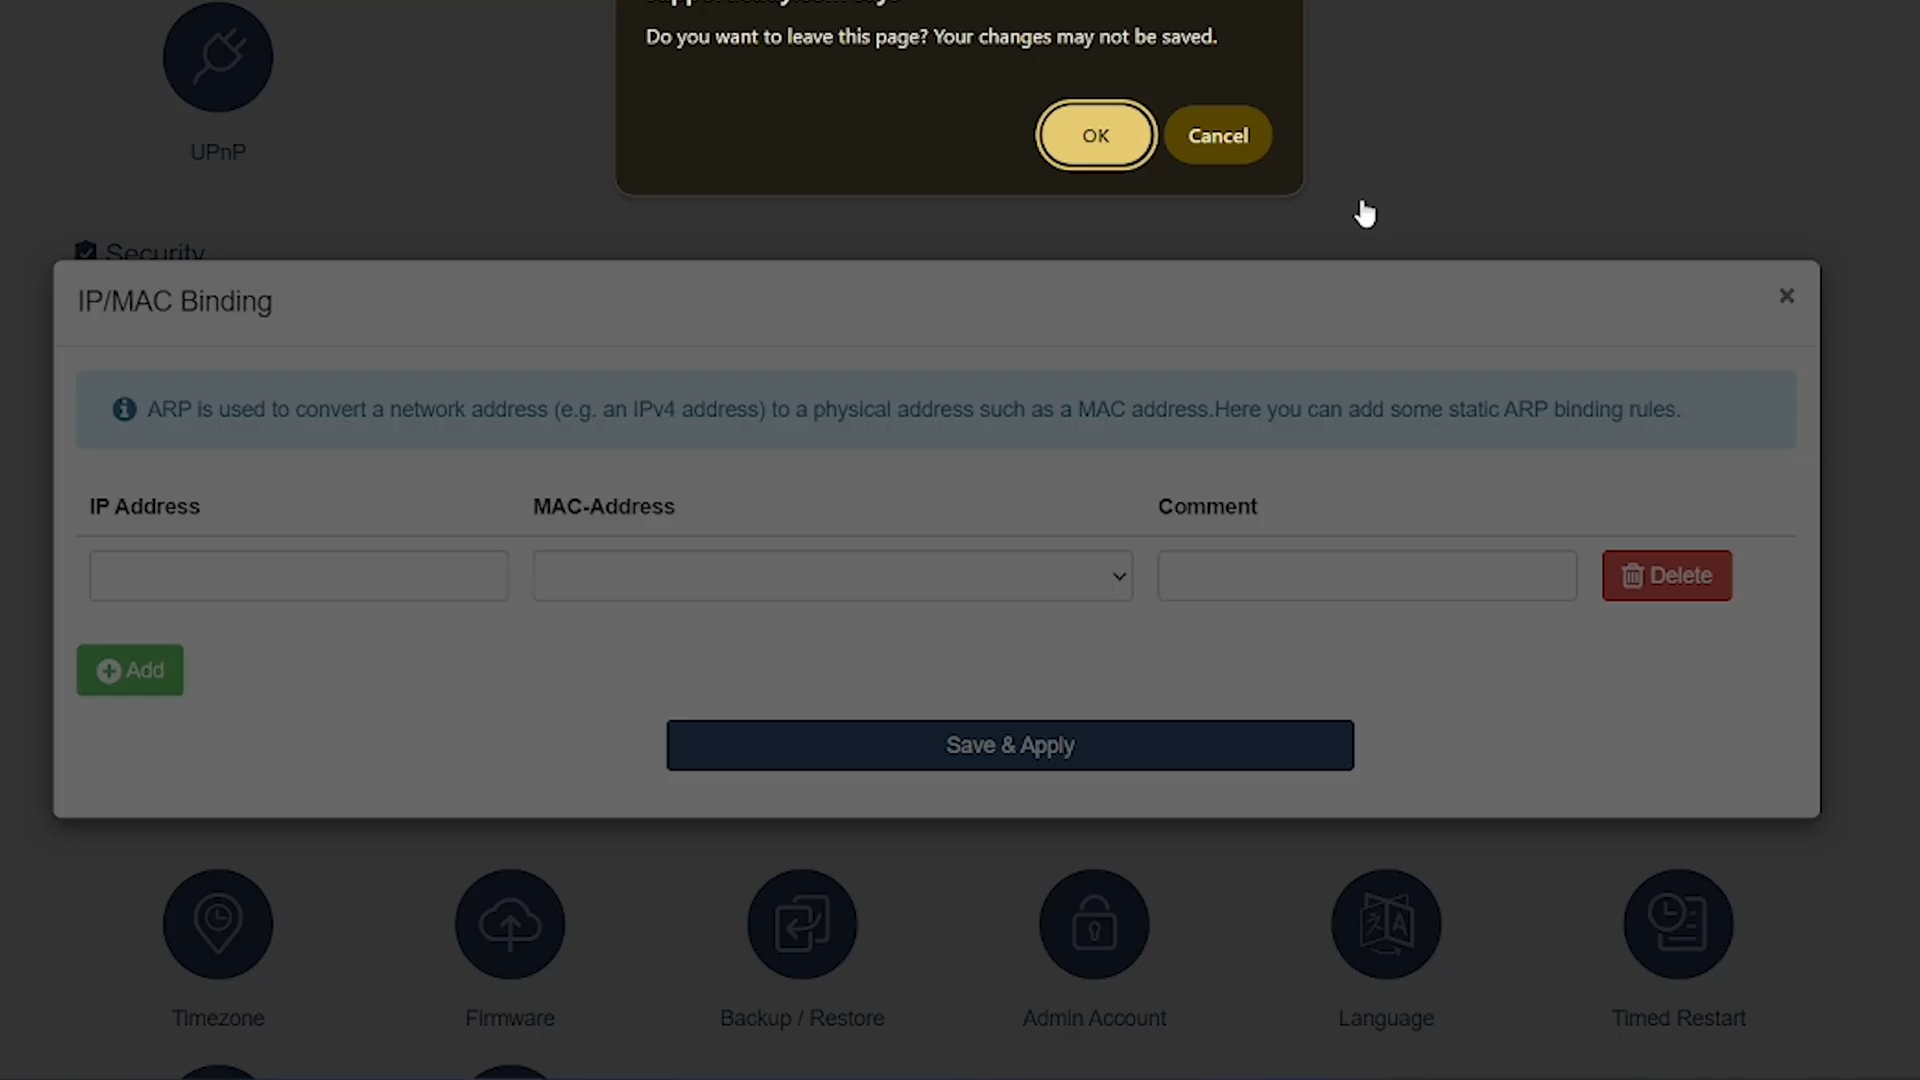 Do you want to leave this page? Your changes may not be saved.
OK
Cancel
UPnP
Security
IP/MAC Binding
×
ARP is used to convert a network address (e.g. an IPv4 address) to a physical address such as a MAC address.Here you can add some static ARP binding rules.
IP Address
MAC-Address
Comment
Delete
Add
Save & Apply
Timezone
Firmware
Backup / Restore
Admin Account
Language
Timed Restart